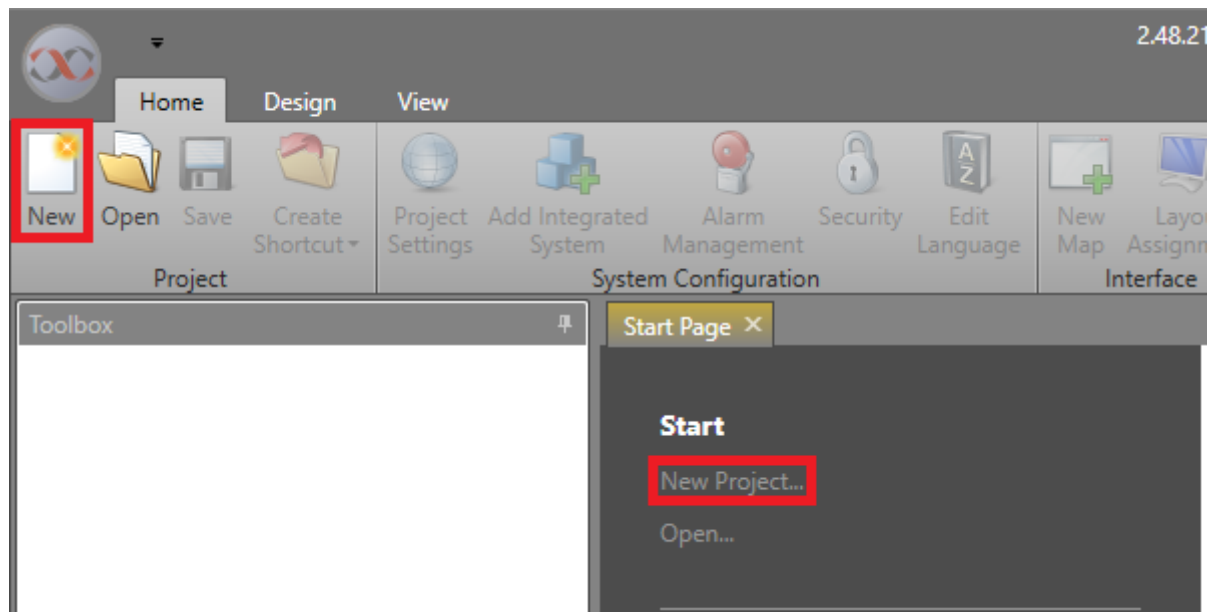 2.48.21
Home Design View
New Open Save Create Shortcut
Project Settings Add Integrated System Alarm Management Security Edit Language
New Map
Project System Configuration Interface
Toolbox
Start Page
Start
New Project...
Open...
A
Z
1